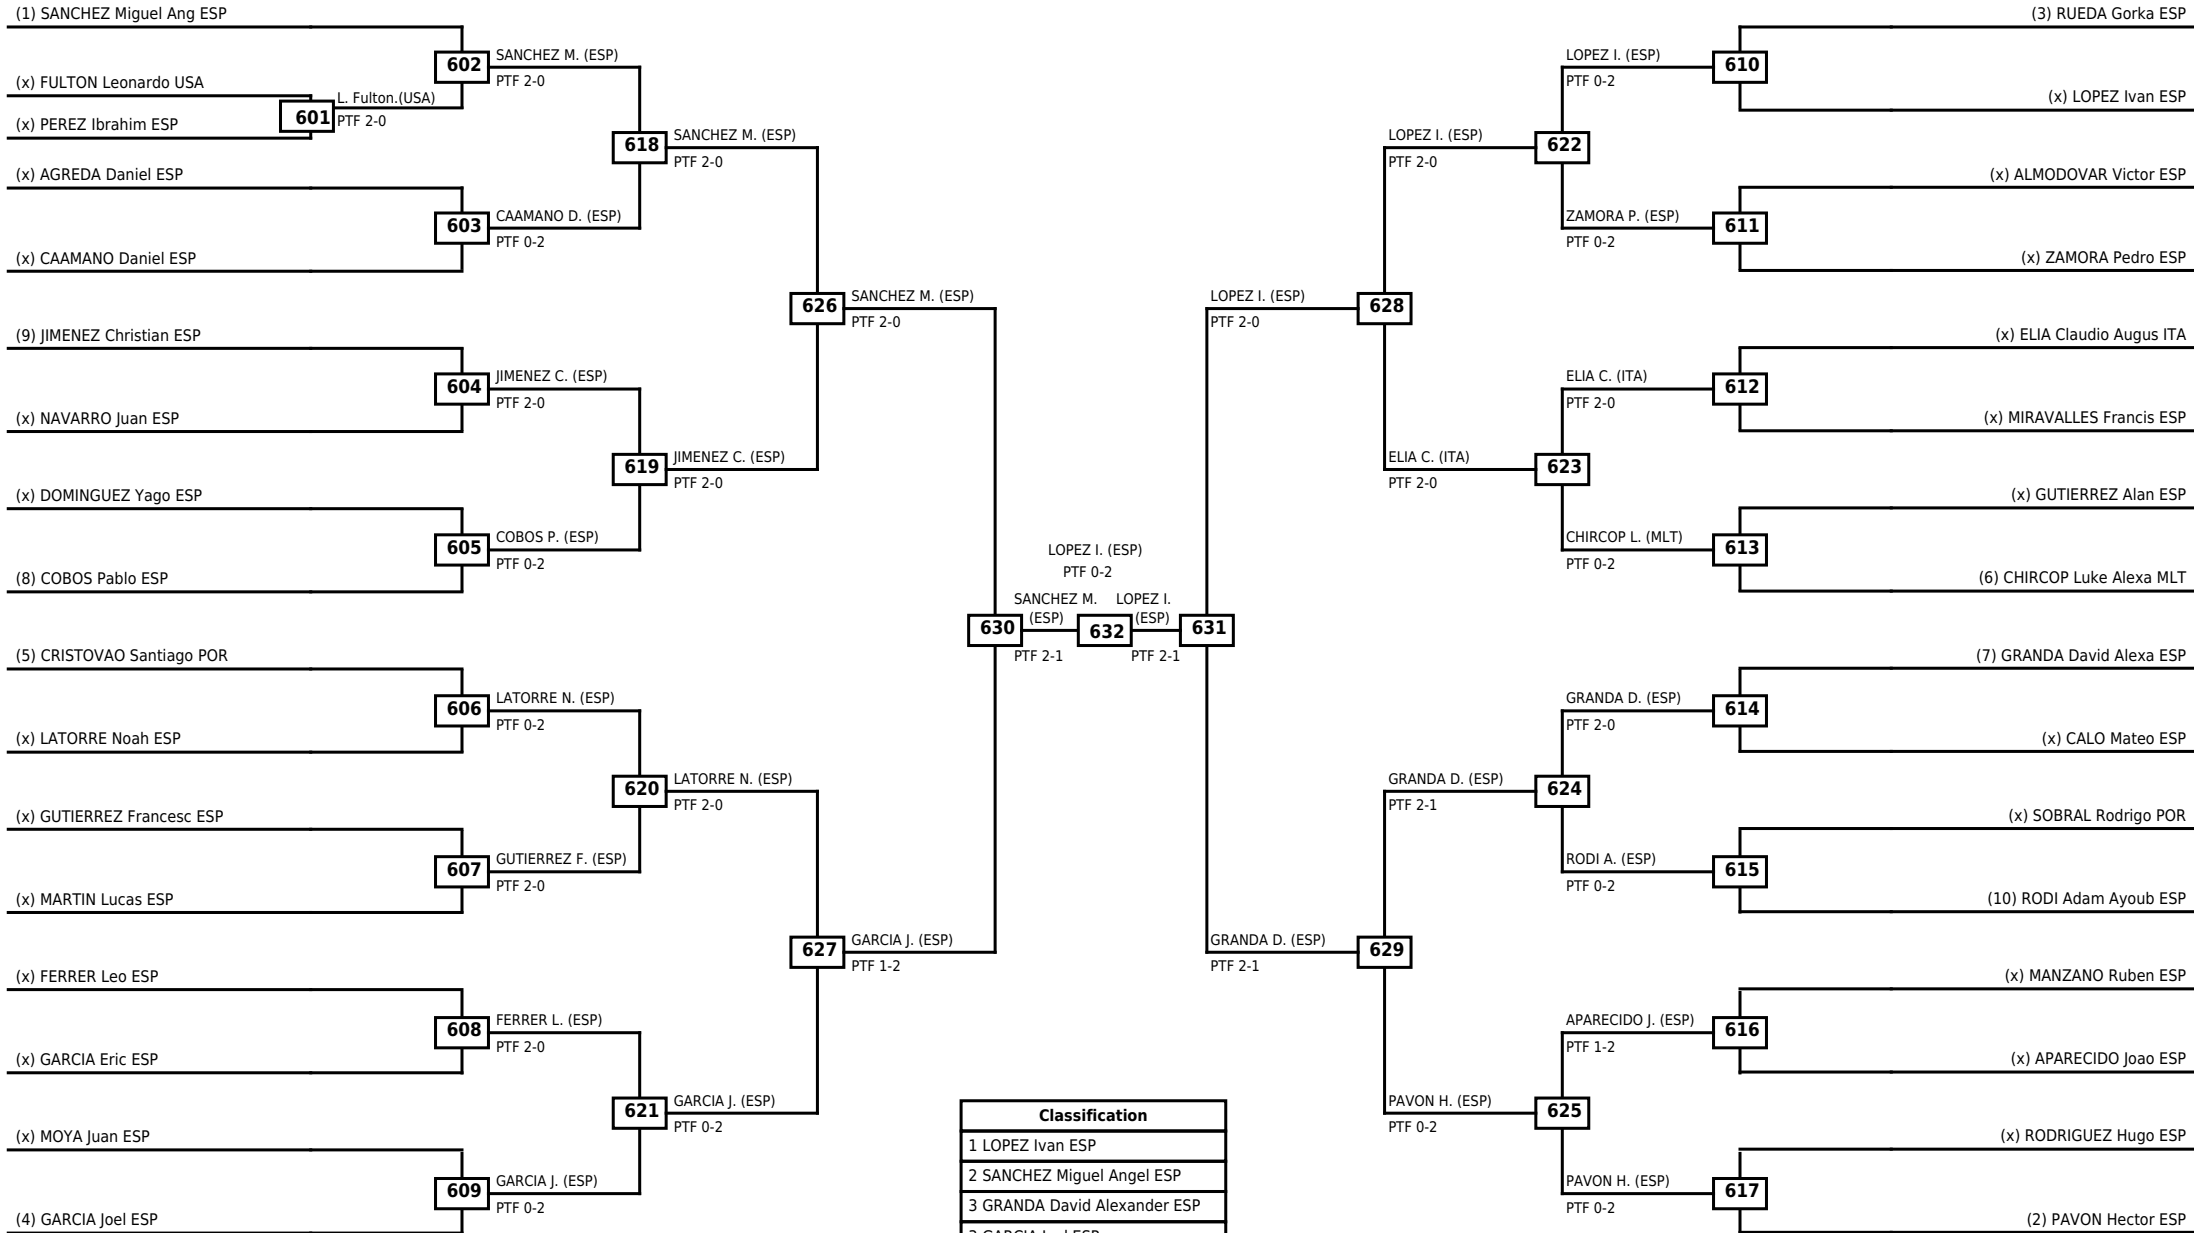 (1) SANCHEZ Miguel Ang ESP
602
SANCHEZ M. (ESP)
PTF 2-0
(x) FULTON Leonardo USA
601
L. Fulton.(USA)
PTF 2-0
(x) PEREZ Ibrahim ESP
618
SANCHEZ M. (ESP)
PTF 2-0
(x) AGREDA Daniel ESP
603
CAAMANO D. (ESP)
PTF 0-2
(x) CAAMANO Daniel ESP
626
SANCHEZ M. (ESP)
PTF 2-0
(9) JIMENEZ Christian ESP
604
JIMENEZ C. (ESP)
PTF 2-0
(x) NAVARRO Juan ESP
619
JIMENEZ C. (ESP)
PTF 2-0
(x) DOMINGUEZ Yago ESP
605
COBOS P. (ESP)
PTF 0-2
(8) COBOS Pablo ESP
(5) CRISTOVAO Santiago POR
606
LATORRE N. (ESP)
PTF 0-2
(x) LATORRE Noah ESP
620
LATORRE N. (ESP)
PTF 2-0
(x) GUTIERREZ Francesc ESP
607
GUTIERREZ F. (ESP)
PTF 2-0
(x) MARTIN Lucas ESP
627
GARCIA J. (ESP)
PTF 1-2
(x) FERRER Leo ESP
608
FERRER L. (ESP)
PTF 2-0
(x) GARCIA Eric ESP
621
GARCIA J. (ESP)
PTF 0-2
(x) MOYA Juan ESP
609
GARCIA J. (ESP)
PTF 0-2
(4) GARCIA Joel ESP
LOPEZ I. (ESP)
PTF 0-2
SANCHEZ M.
(ESP)
LOPEZ I.
(ESP)
630
632
631
PTF 2-1
PTF 2-1
(3) RUEDA Gorka ESP
LOPEZ I. (ESP)
PTF 0-2
610
(x) LOPEZ Ivan ESP
LOPEZ I. (ESP)
PTF 2-0
622
(x) ALMODOVAR Victor ESP
ZAMORA P. (ESP)
PTF 0-2
611
(x) ZAMORA Pedro ESP
LOPEZ I. (ESP)
PTF 2-0
628
(x) ELIA Claudio Augus ITA
ELIA C. (ITA)
PTF 2-0
612
(x) MIRAVALLES Francis ESP
ELIA C. (ITA)
PTF 2-0
623
(x) GUTIERREZ Alan ESP
CHIRCOP L. (MLT)
PTF 0-2
613
(6) CHIRCOP Luke Alexa MLT
(7) GRANDA David Alexa ESP
GRANDA D. (ESP)
PTF 2-0
614
(x) CALO Mateo ESP
GRANDA D. (ESP)
PTF 2-1
624
(x) SOBRAL Rodrigo POR
RODI A. (ESP)
PTF 0-2
615
(10) RODI Adam Ayoub ESP
GRANDA D. (ESP)
PTF 2-1
629
(x) MANZANO Ruben ESP
APARECIDO J. (ESP)
PTF 1-2
616
(x) APARECIDO Joao ESP
PAVON H. (ESP)
PTF 0-2
625
(x) RODRIGUEZ Hugo ESP
PAVON H. (ESP)
PTF 0-2
617
(2) PAVON Hector ESP
Classification
1 LOPEZ Ivan ESP
2 SANCHEZ Miguel Angel ESP
3 GRANDA David Alexander ESP